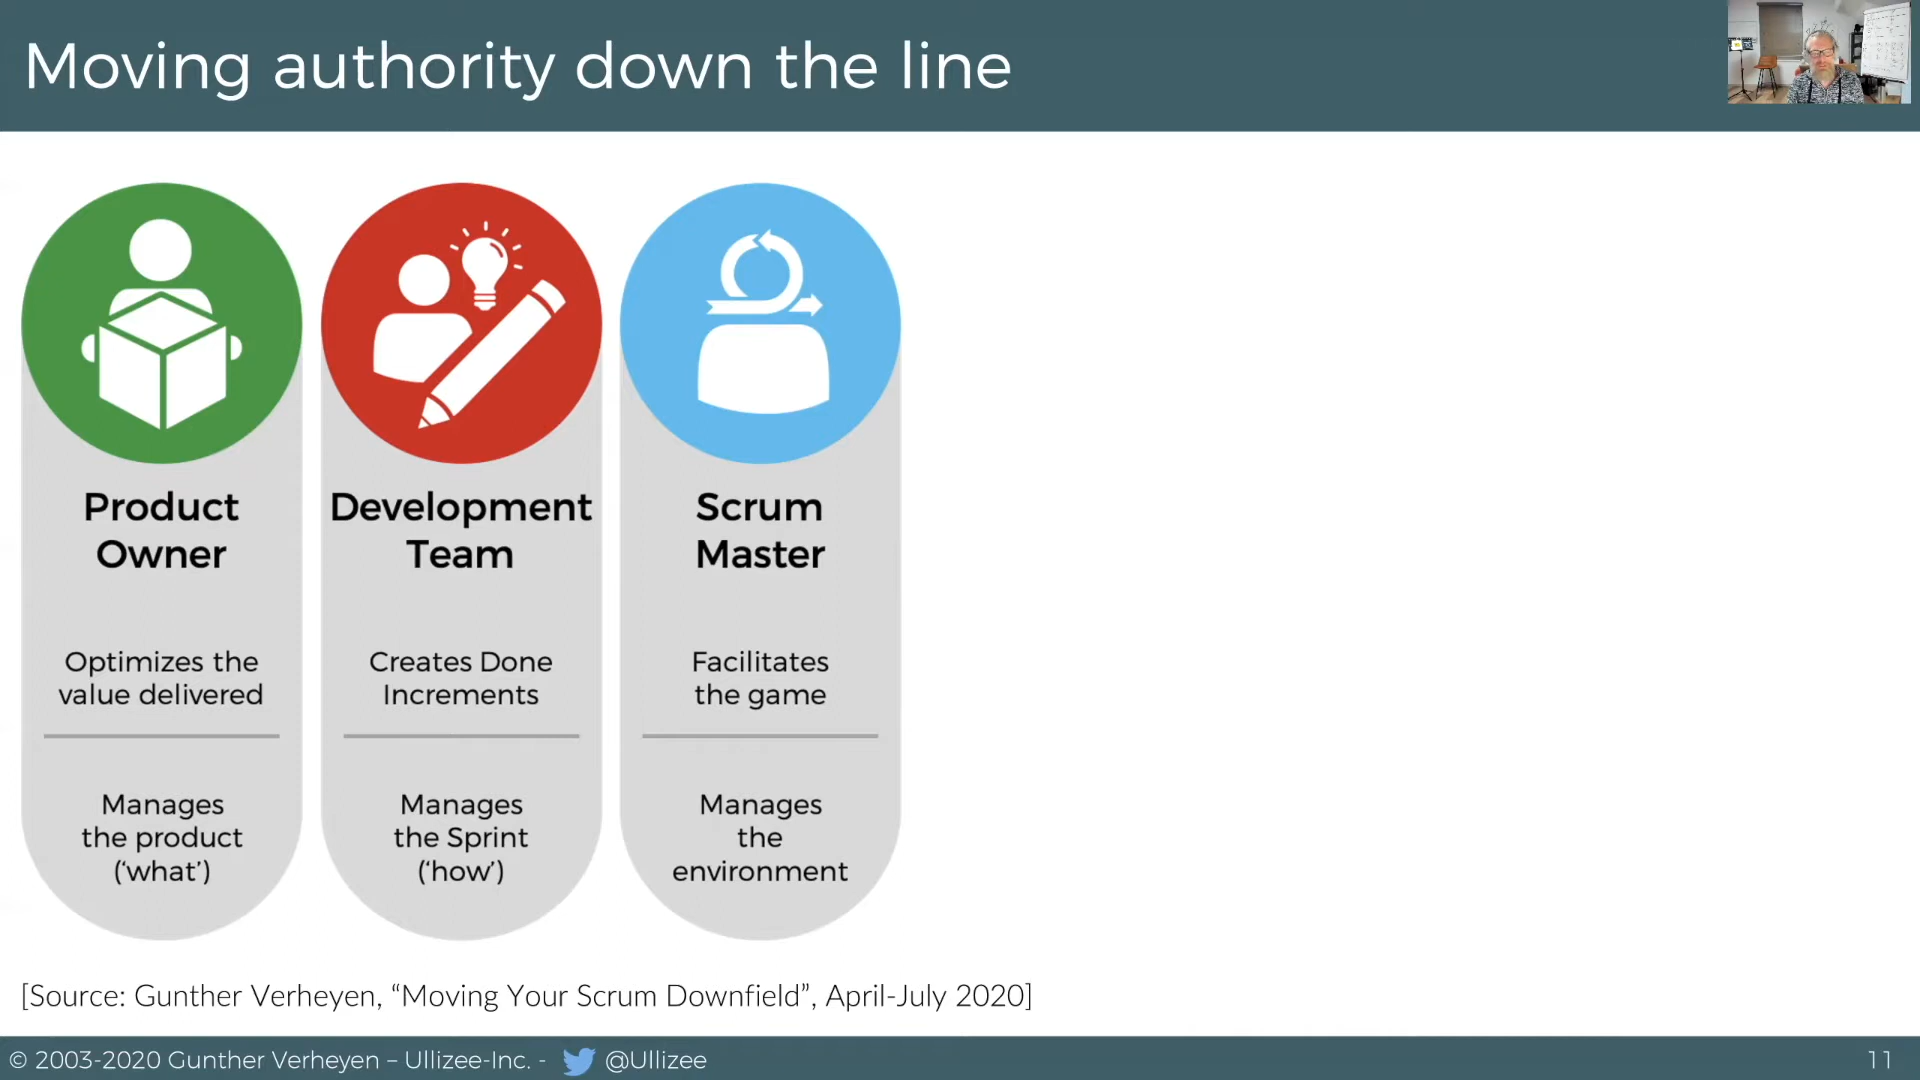 Moving authority down the line
Product
Owner
Optimizes the
value delivered
Manages
the product
(‘what’)
Development
Team
Creates Done
Increments
Manages
the Sprint
(‘how’)
Scrum
Master
Facilitates
the game
Manages
the
environment
[Source: Gunther Verheyen, “Moving Your Scrum Downfield”, April-July 2020]
© 2003-2020 Gunther Verheyen – Ullizee-Inc. - @Ullizee
11